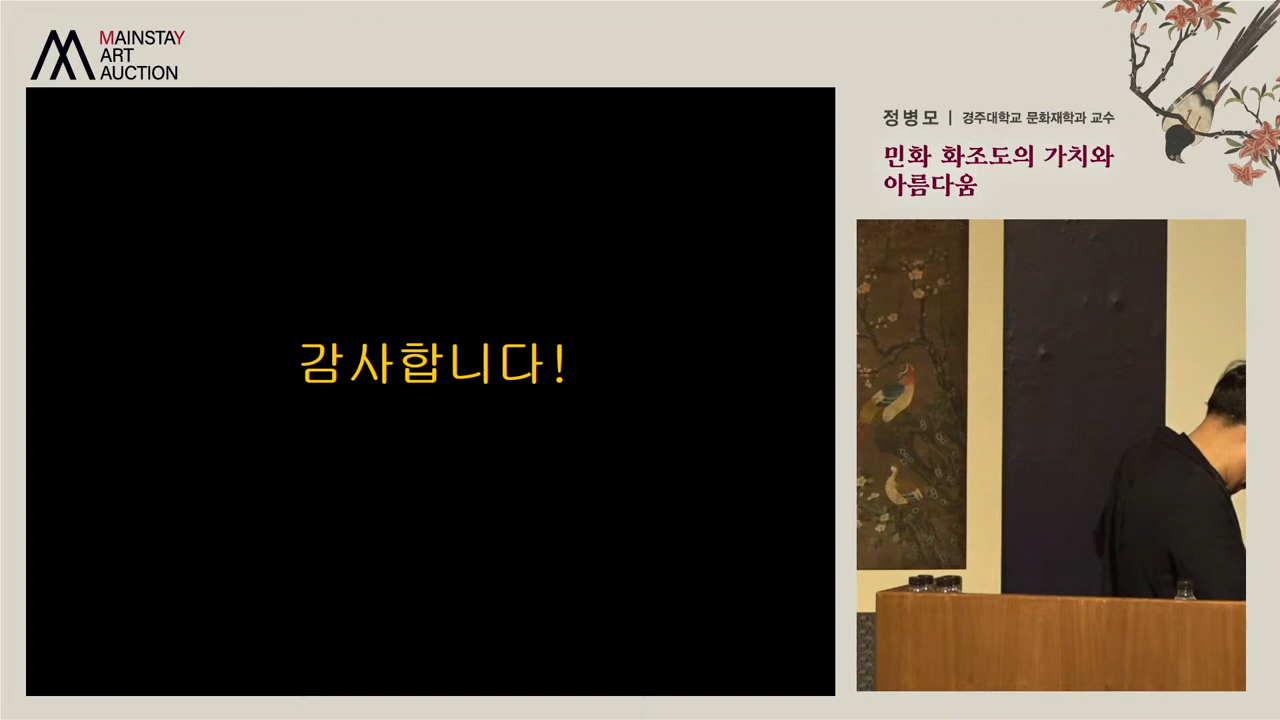 MAINSTAY
ART
AUCTION
정병모 | 경주대학교 문화재학과 교수
민화 화조도의 가치와
아름다움
감사합니다!